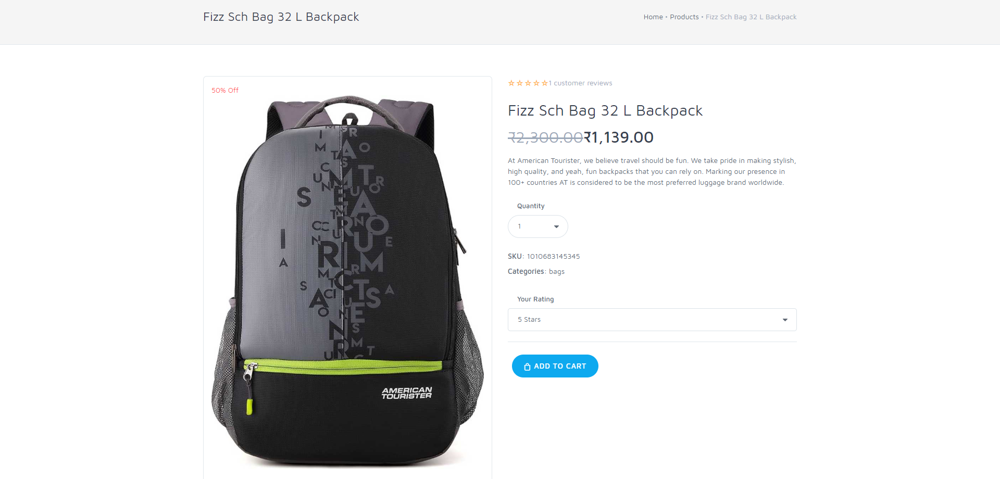 Fizz Sch Bag 32 L Backpack
Home • Products • Fizz Sch Bag 32 L Backpack
50% Off
AMERICAN
TOURISTER
1 customer reviews
Fizz Sch Bag 32 L Backpack
₹2,300.00₹1,139.00
At American Tourister, we believe travel should be fun. We take pride in making stylish,
high quality, and yeah, fun backpacks that you can rely on. Marking our presence in
100+ countries AT is considered to be the most preferred luggage brand worldwide.
Quantity
1
SKU: 1010683145345
Categories: bags
Your Rating
5 Stars
ADD TO CART